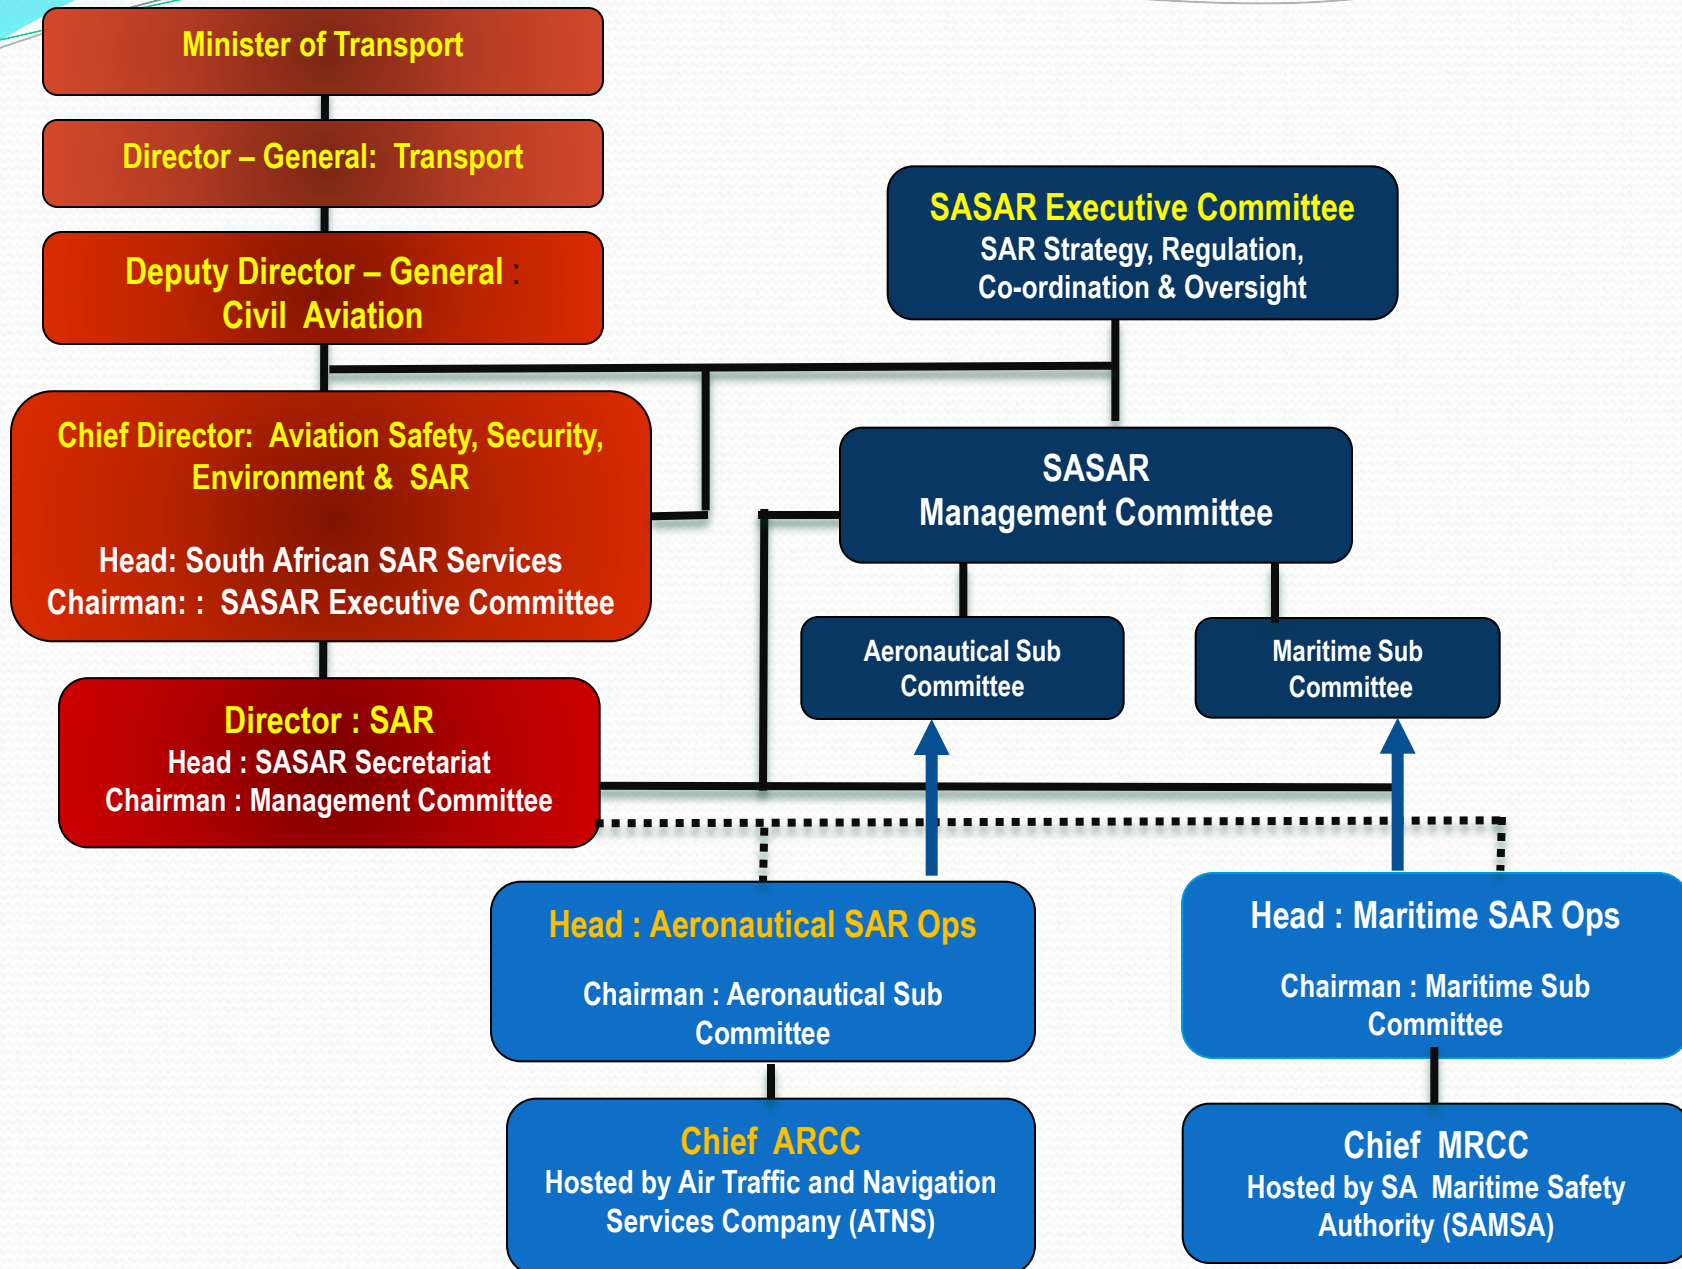 Minister of Transport
Director – General:  Transport
Deputy Director – General :
Civil  Aviation
SASAR Executive Committee
SAR Strategy, Regulation,
Co-ordination & Oversight
Chief Director:  Aviation Safety, Security,
Environment &  SAR
Head: South African SAR Services
Chairman: :  SASAR Executive Committee
SASAR
Management Committee
Aeronautical Sub
Committee
Maritime Sub
Committee
Director : SAR
Head : SASAR Secretariat
Chairman : Management Committee
Head : Aeronautical SAR Ops
Chairman : Aeronautical Sub
Committee
Head : Maritime SAR Ops
Chairman : Maritime Sub
Committee
Chief  ARCC
Hosted by Air Traffic and Navigation
Services Company (ATNS)
Chief  MRCC
Hosted by SA  Maritime Safety
Authority (SAMSA)